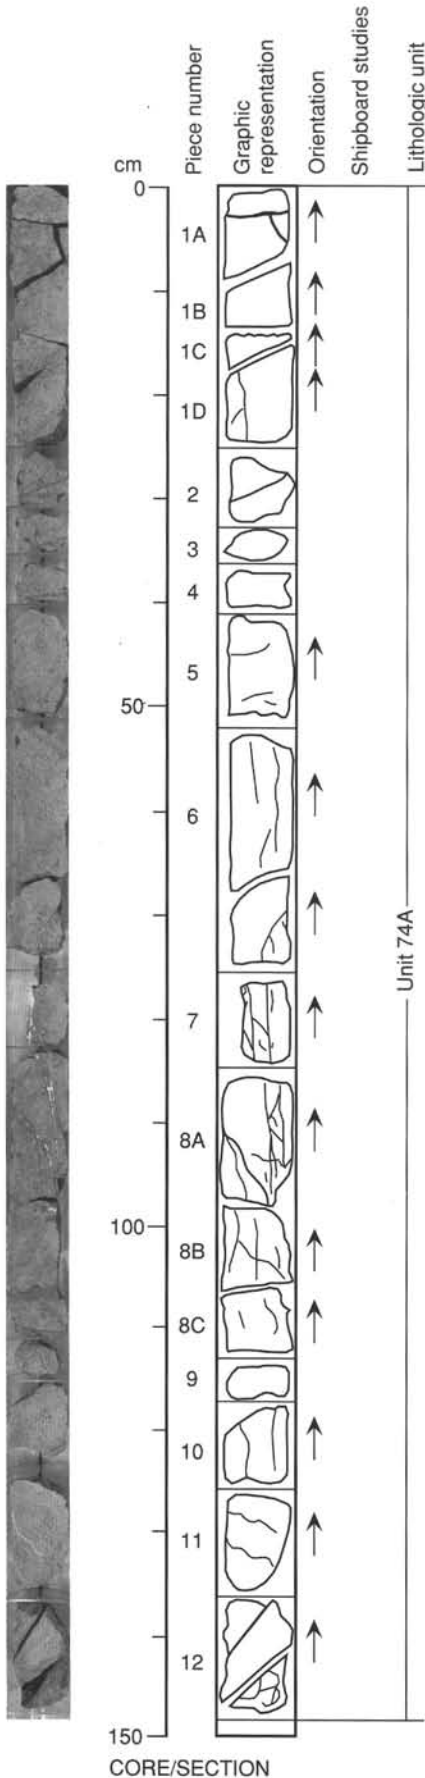 cm
Piece number
Graphic
representation
Orientation
Shipboard studies
Lithologic unit
0
1A
1B
1C
1D
2
3
4
5
50
6
Unit 74A
7
8A
100
8B
8C
9
10
11
12
150
CORE/SECTION